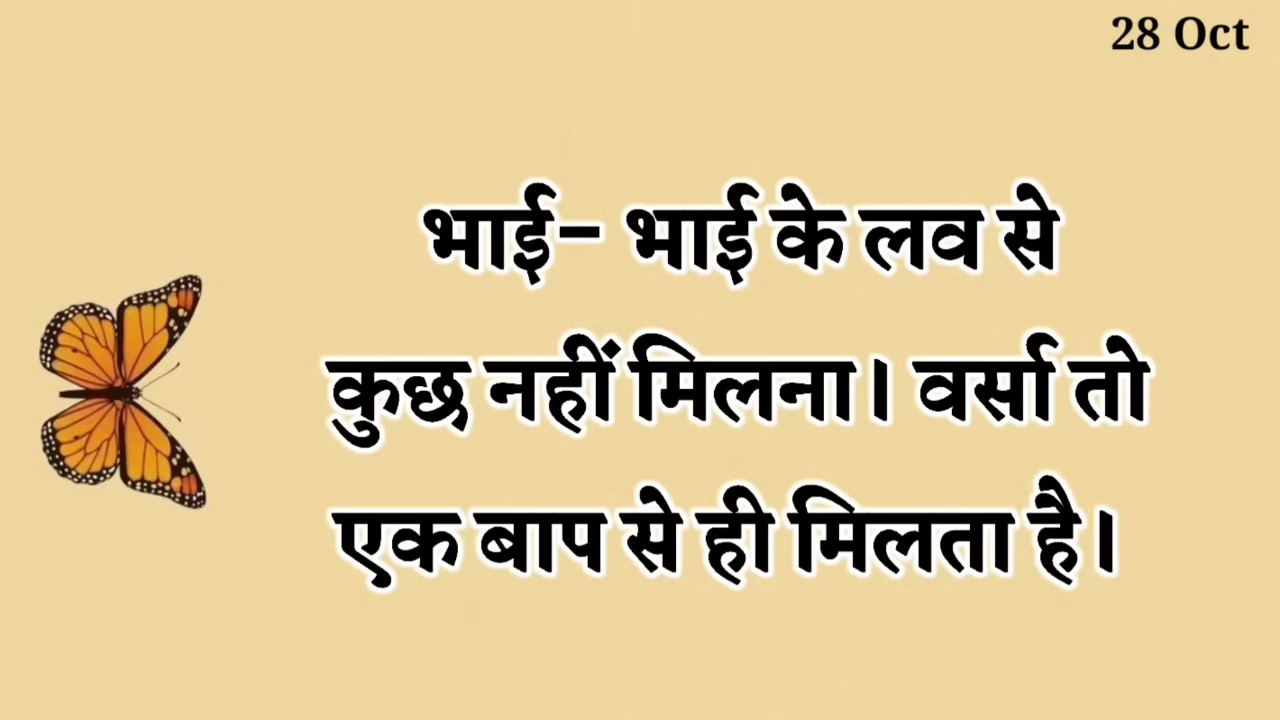 28 Oct
भाई- भाई के लव से
कुछ नहीं मिलना। वर्सा तो
एक बाप से ही मिलता है।